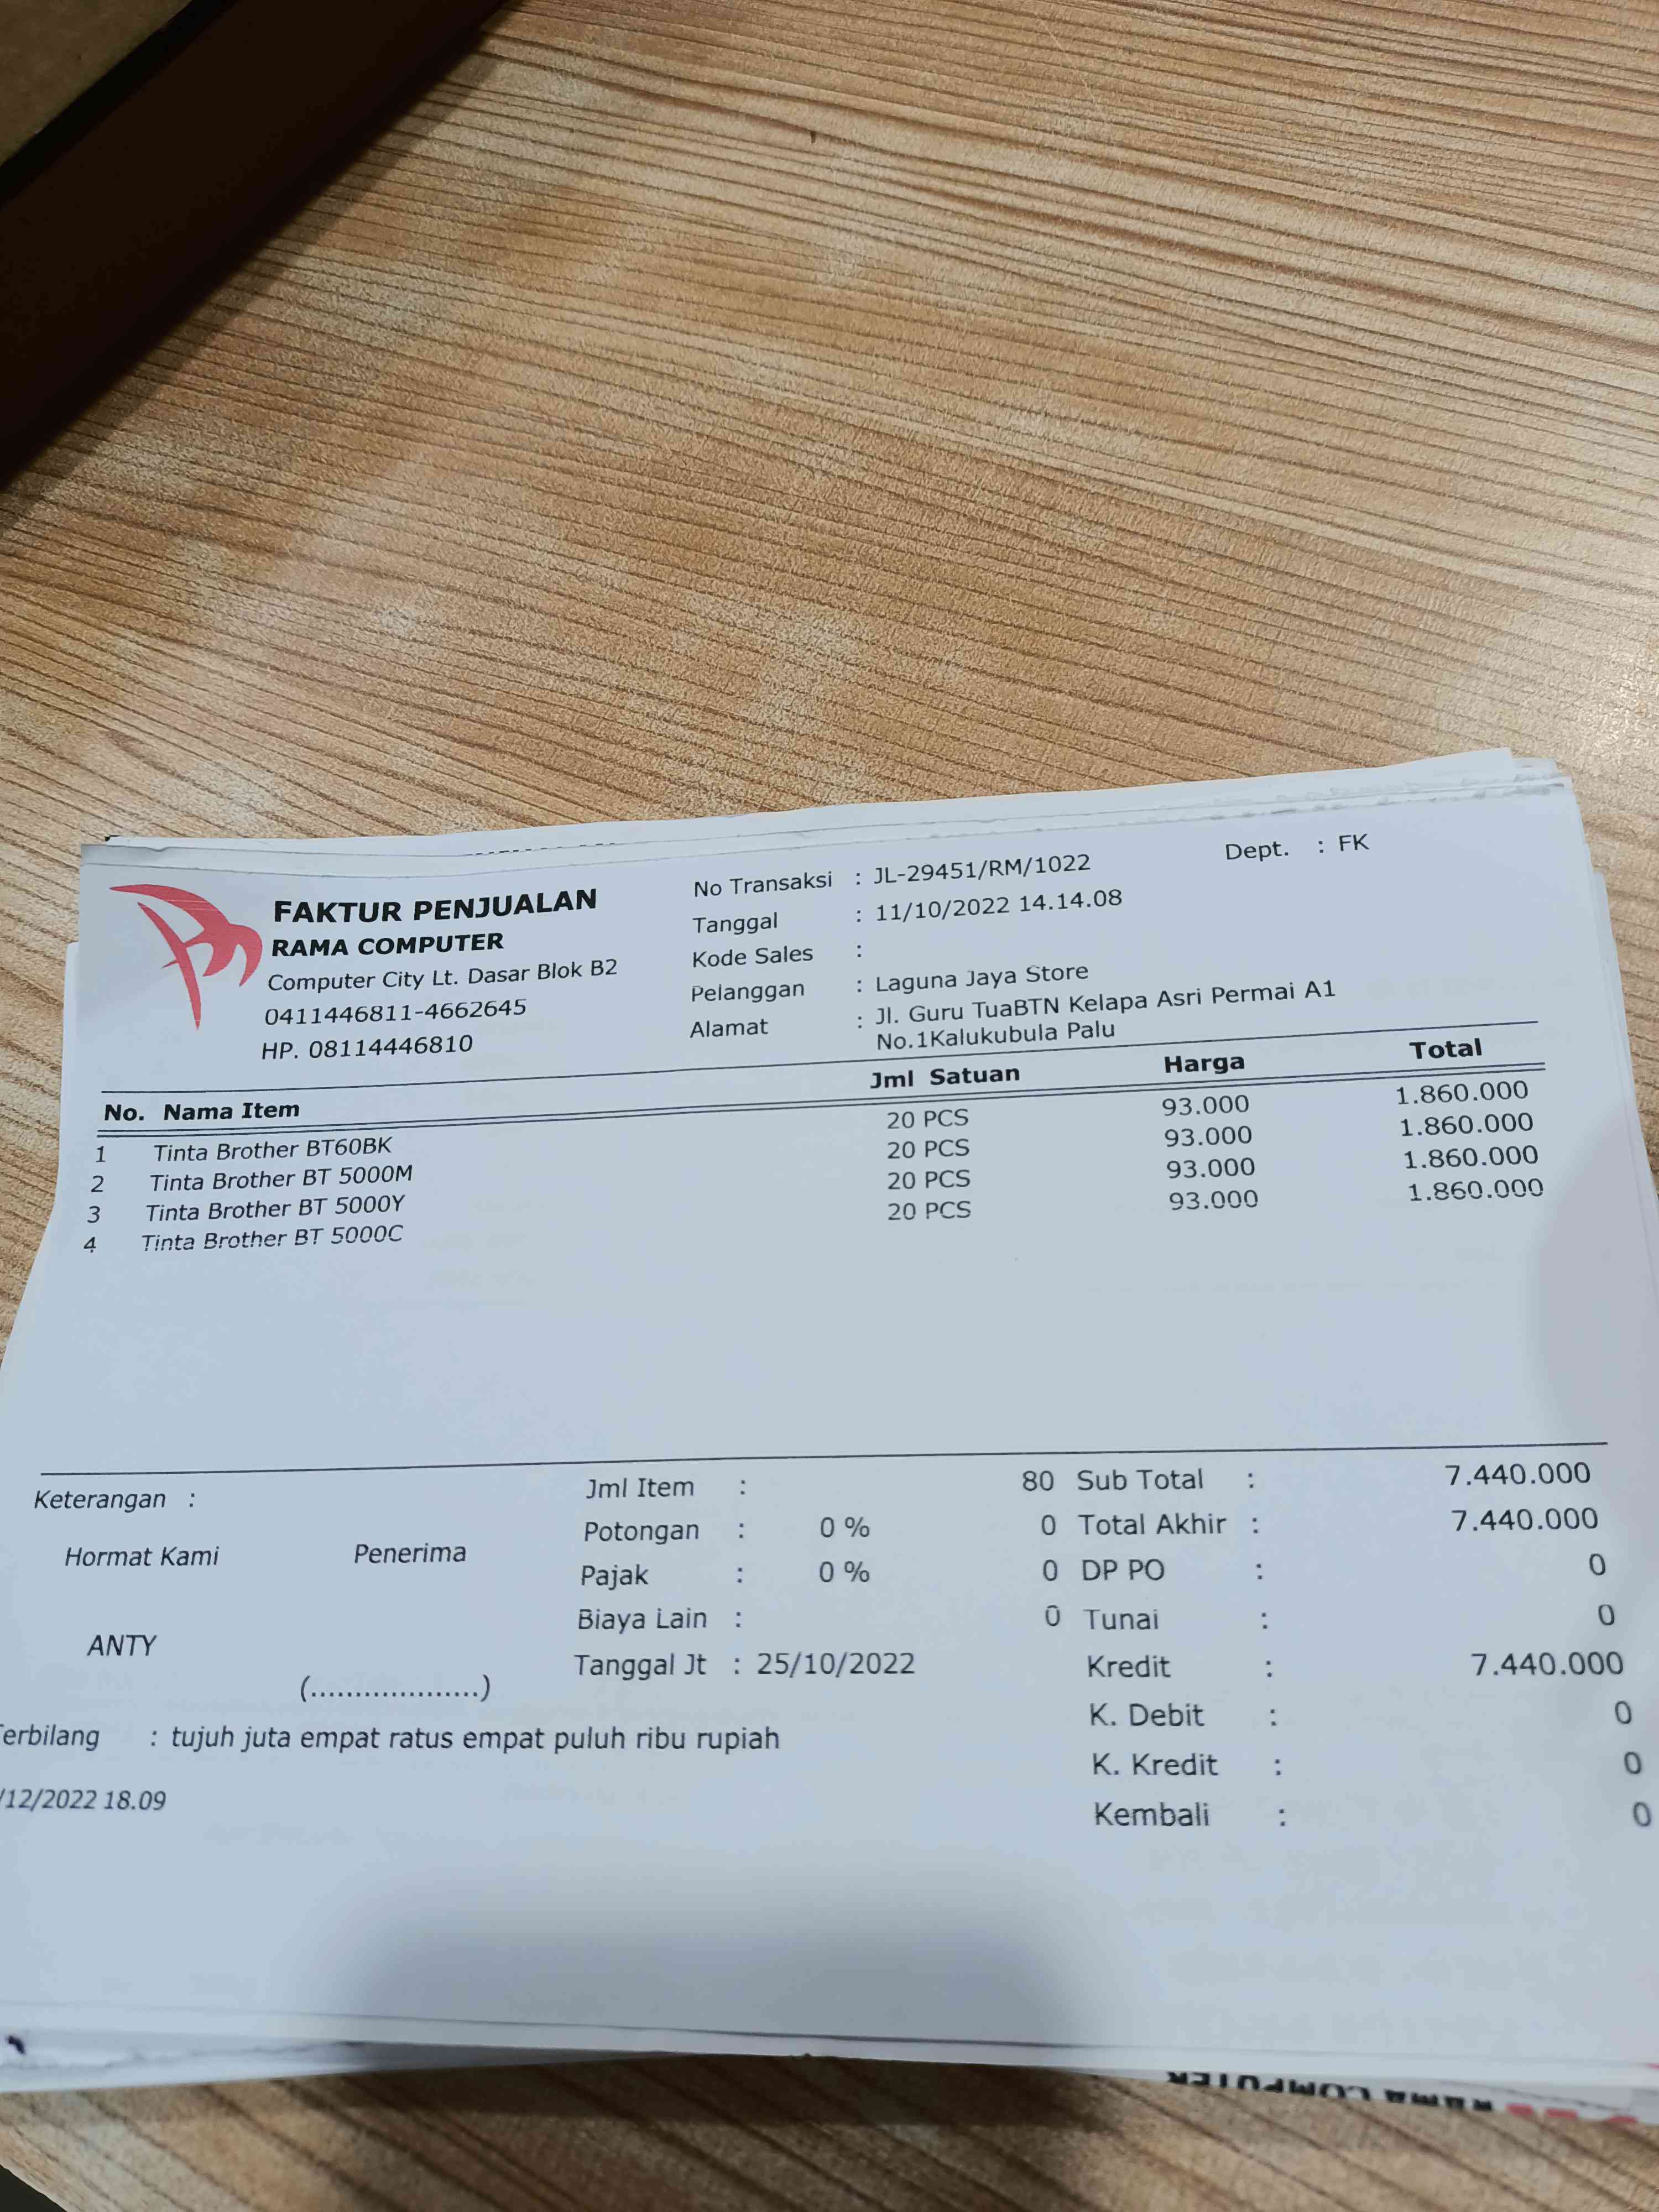 FAKTUR PENJUALAN
RAMA COMPUTER
Computer City Lt. Dasar Blok B2
0411446811-4662645
HP. 08114446810
No Transaksi : JL-29451/RM/1022
Tanggal : 11/10/2022 14.14.08
Kode Sales :
Pelanggan : Laguna Jaya Store
Alamat : Jl. Guru TuaBTN Kelapa Asri Permai A1
No.1Kalukubula Palu
Dept. : FK
No. Nama Item Jml Satuan Harga Total
1 Tinta Brother BT60BK 20 PCS 93.000 1.860.000
2 Tinta Brother BT 5000M 20 PCS 93.000 1.860.000
3 Tinta Brother BT 5000Y 20 PCS 93.000 1.860.000
4 Tinta Brother BT 5000C 20 PCS 93.000 1.860.000
Keterangan :
Hormat Kami Penerima
ANTY
(...................)
Jml Item : 80
Potongan : 0 % 0
Pajak : 0 % 0
Biaya Lain : 0
Tanggal Jt : 25/10/2022
Sub Total : 7.440.000
Total Akhir : 7.440.000
DP PO : 0
Tunai : 0
Kredit : 7.440.000
K. Debit : 0
K. Kredit : 0
Kembali : 0
erbilang : tujuh juta empat ratus empat puluh ribu rupiah
/12/2022 18.09
RAMA COMPUTER